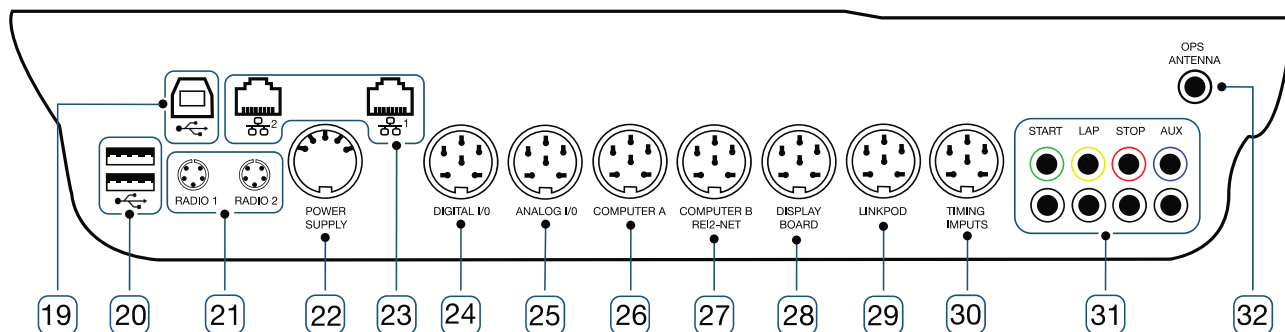 OPS
ANTENNA
START LAP STOP AUX
2
1
RADIO 1 RADIO 2
POWER
SUPPLY
DIGITAL I/0
ANALOG I/0
COMPUTER A
COMPUTER B
REI2-NET
DISPLAY
BOARD
LINKPOD
TIMING
IMPUTS
19 20 21 22 23 24 25 26 27 28 29 30 31 32